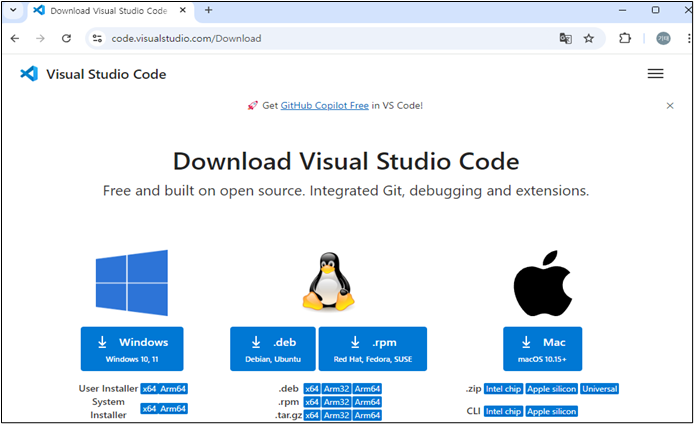 Download Visual Studio Code
code.visualstudio.com/Download
기태
Visual Studio Code
Get GitHub Copilot Free in VS Code!
Download Visual Studio Code
Free and built on open source. Integrated Git, debugging and extensions.
Windows
Windows 10, 11
.deb
Debian, Ubuntu
.rpm
Red Hat, Fedora, SUSE
Mac
macOS 10.15+
User Installer x64 Arm64
System Installer x64 Arm64
.deb x64 Arm32 Arm64
.rpm x64 Arm32 Arm64
.tar.gz x64 Arm32 Arm64
.zip Intel chip Apple silicon Universal
CLI Intel chip Apple silicon